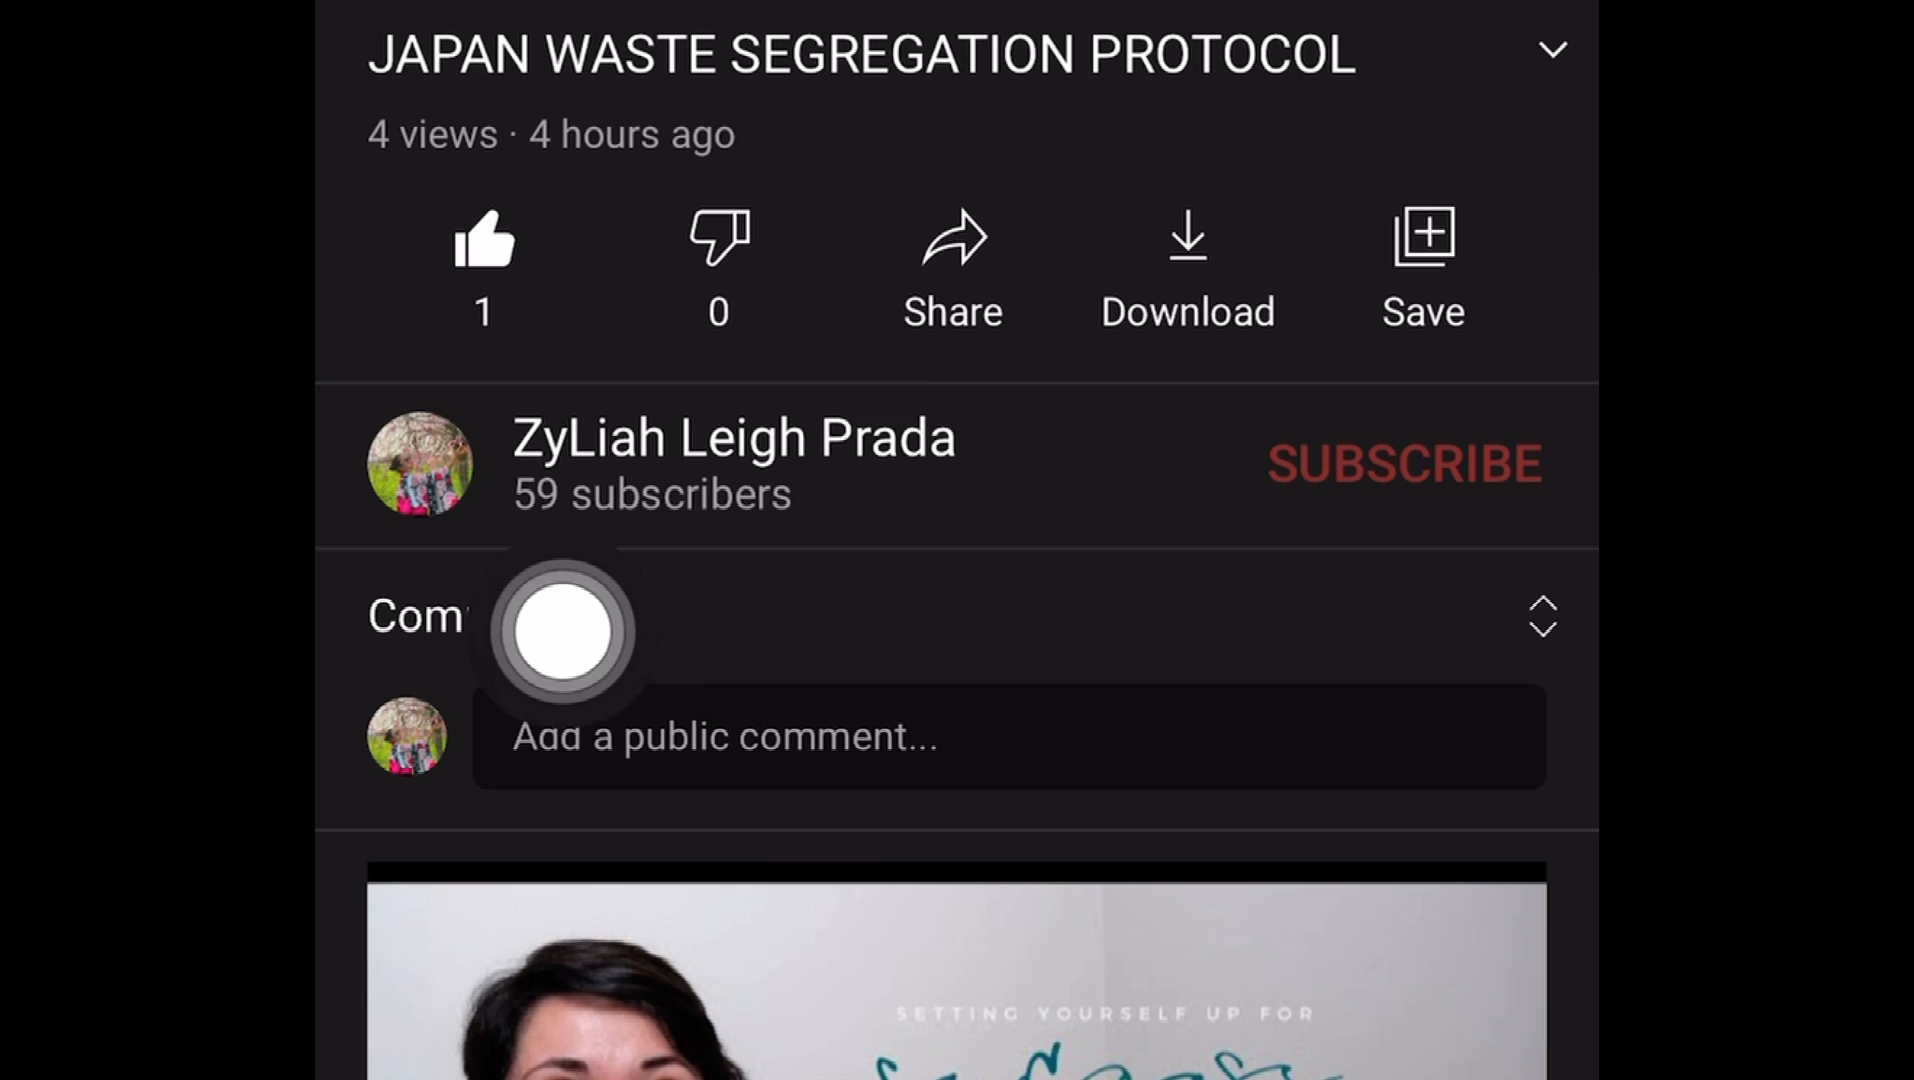 JAPAN WASTE SEGREGATION PROTOCOL
4 views · 4 hours ago
1
0
Share
Download
Save
ZyLiah Leigh Prada
59 subscribers
SUBSCRIBE
Com
Add a public comment...
SETTING YOURSELF UP FOR